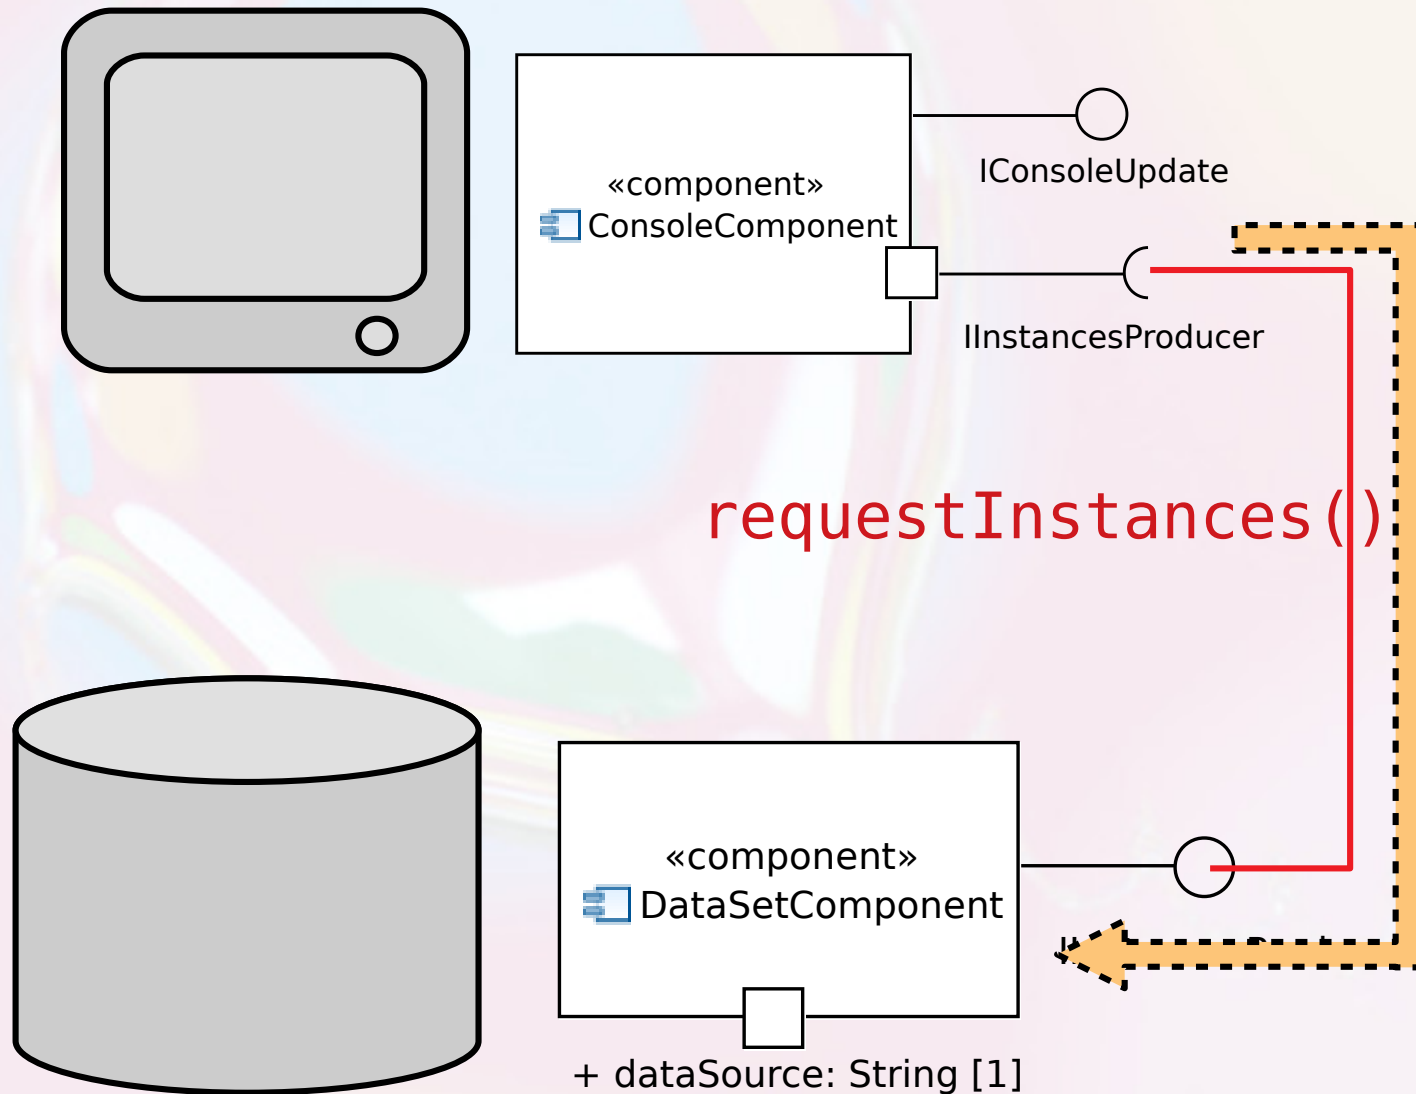 «component»
ConsoleComponent
IConsoleUpdate
IInstancesProducer
requestInstances()
«component»
DataSetComponent
+ dataSource: String [1]